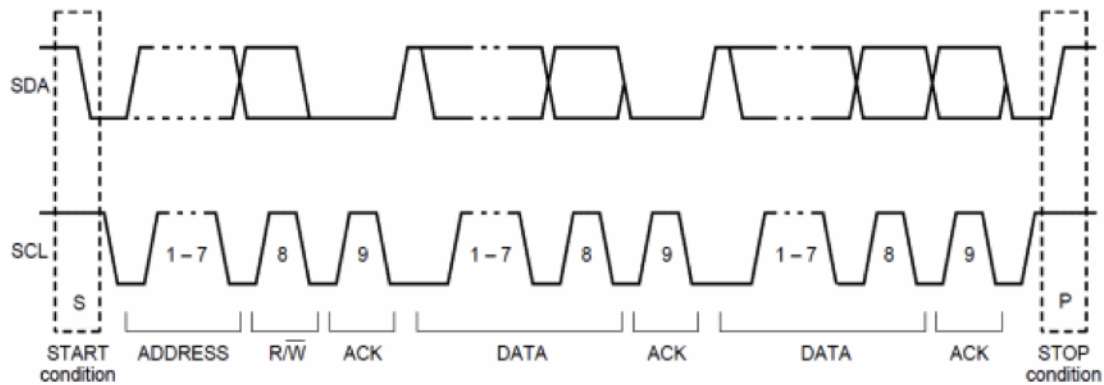 SDA
SCL
1 – 7 8 9 1 – 7 8 9 1 – 7 8 9
S P
START ADDRESS R/W̅ ACK DATA ACK DATA ACK STOP
condition condition